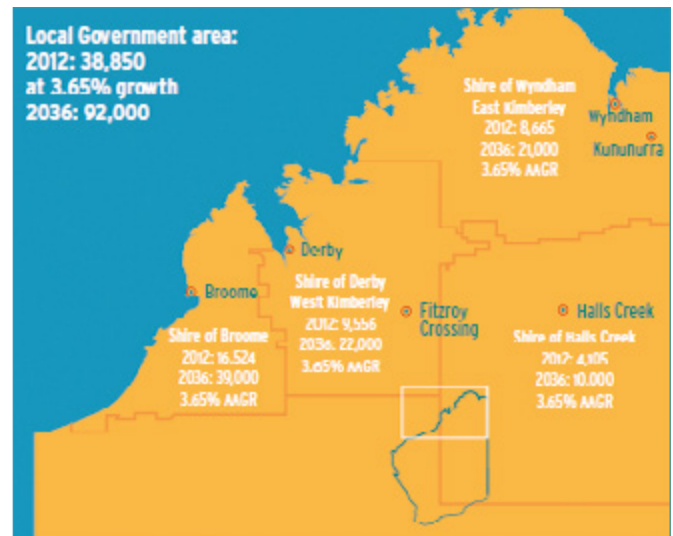 Local Government area:
2012: 38,850
at 3.65% growth
2036: 92,000
Shire of Wyndham
East Kimberley
2012: 8,665
2036: 21,000
3.65% AAGR
Wyndham
Kununurra
Derby
Broome
Shire of Derby
West Kimberley
2012: 9,556
2036: 22,000
3.65% AAGR
Fitzroy
Crossing
Halls Creek
Shire of Broome
2012: 16.524
2036: 39,000
3.65% AAGR
Shire of Halls Creek
2012: 4,105
2036: 10.000
3.65% AAGR